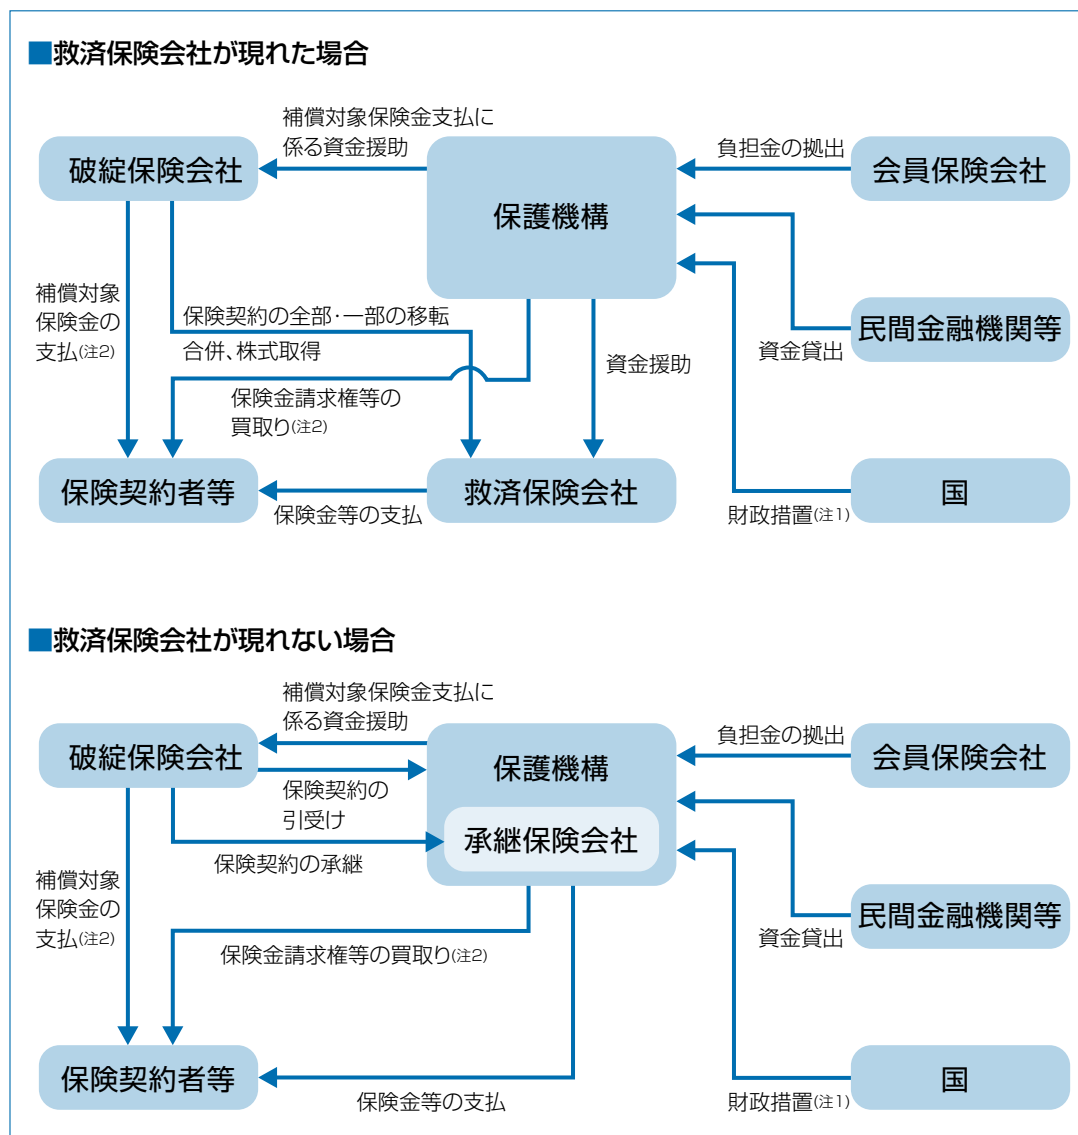 ■救済保険会社が現れた場合
補償対象保険金支払に
係る資金援助
負担金の拠出
破綻保険会社
保護機構
会員保険会社
補償対象
保険金の
支払(注2)
保険契約の全部・一部の移転
合併、株式取得
資金援助
民間金融機関等
資金貸出
保険金請求権等の
買取り(注2)
保険契約者等
救済保険会社
国
保険金等の支払
財政措置(注1)
■救済保険会社が現れない場合
補償対象保険金支払に
係る資金援助
負担金の拠出
破綻保険会社
保護機構
会員保険会社
保険契約の
引受け
承継保険会社
保険契約の承継
補償対象
保険金の
支払(注2)
民間金融機関等
資金貸出
保険金請求権等の買取り(注2)
保険契約者等
国
保険金等の支払
財政措置(注1)